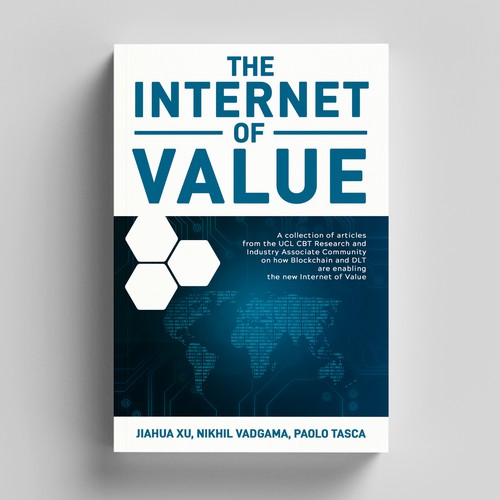 THE
INTERNET
OF
VALUE
A collection of articles
from the UCL CBT Research and
Industry Associate Community
on how Blockchain and DLT
are enabling
the new Internet of Value
JIAHUA XU, NIKHIL VADGAMA, PAOLO TASCA